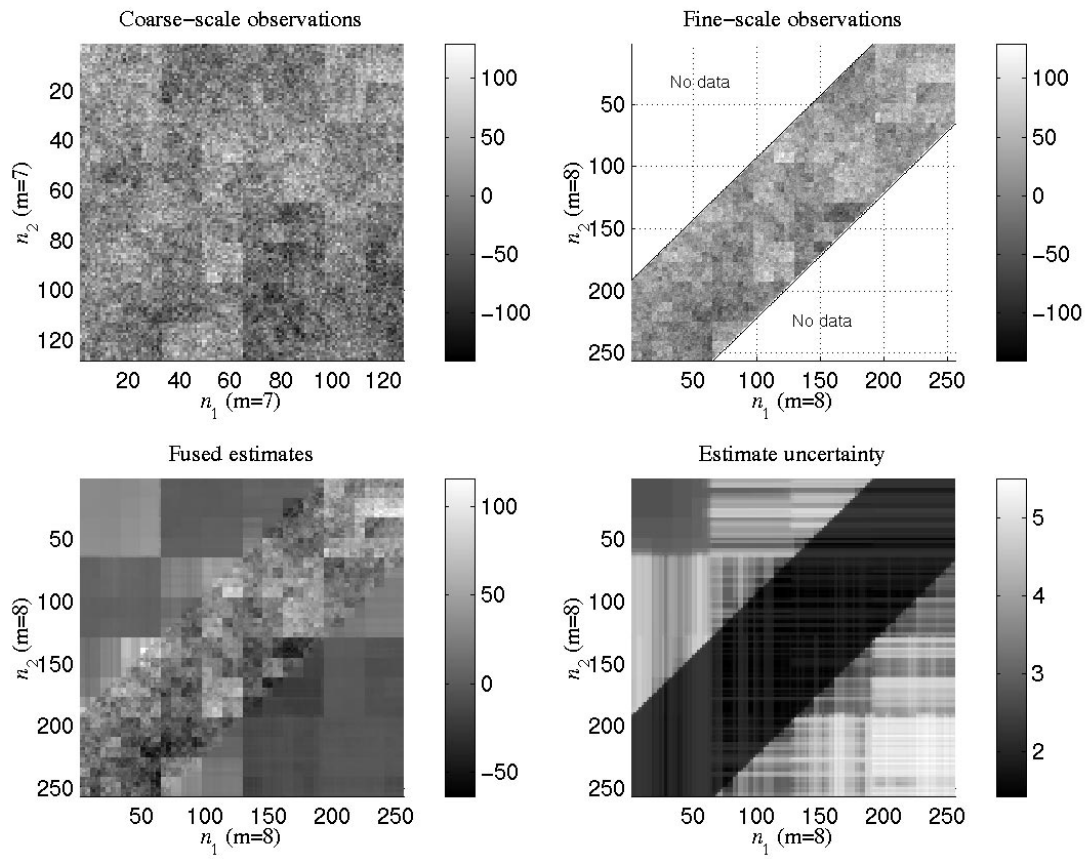 Coarse−scale observations
20
40
60
80
100
120
n2 (m=7)
20 40 60 80 100 120
n1 (m=7)
100
50
0
−50
−100
Fine−scale observations
No data
50
100
150
200
250
n2 (m=8)
No data
50 100 150 200 250
n1 (m=8)
100
50
0
−50
−100
Fused estimates
50
100
150
200
250
n2 (m=8)
50 100 150 200 250
n1 (m=8)
100
50
0
−50
Estimate uncertainty
50
100
150
200
250
n2 (m=8)
50 100 150 200 250
n1 (m=8)
5
4
3
2